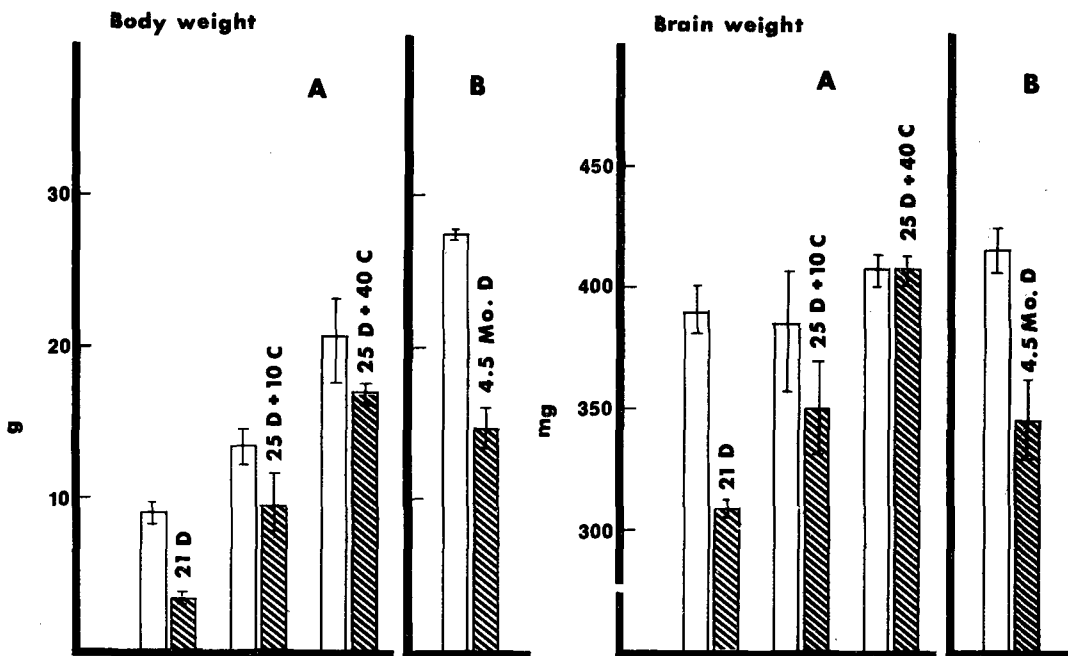 Body weight
A
B
30
20
10
g
21 D
25 D + 10 C
25 D + 40 C
4.5 Mo. D
Brain weight
A
B
450
400
350
300
mg
21 D
25 D + 10 C
25 D + 40 C
4.5 Mo. D